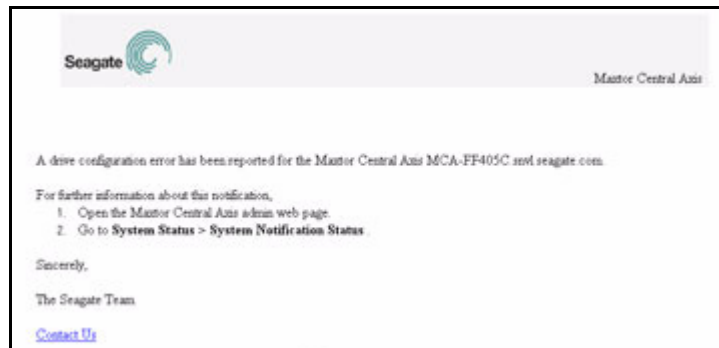 Seagate
Maxtor Central Axis
A drive configuration error has been reported for the Maxtor Central Axis MCA-FF405C.snvl.seagate.com.
For further information about this notification,
1. Open the Maxtor Central Axis admin web page.
2. Go to System Status > System Notification Status .
Sincerely,
The Seagate Team
Contact Us